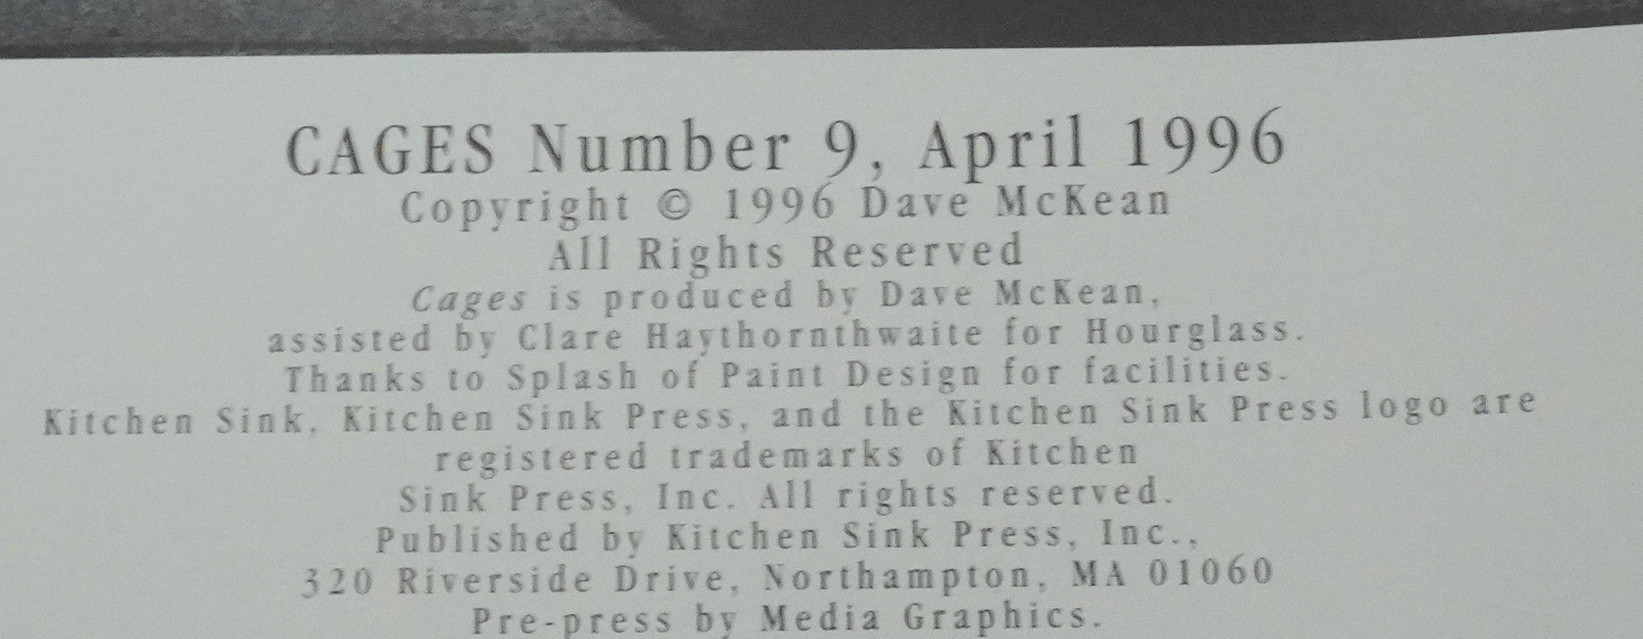 CAGES Number 9, April 1996
Copyright © 1996 Dave McKean
All Rights Reserved
Cages is produced by Dave McKean,
assisted by Clare Haythornthwaite for Hourglass.
Thanks to Splash of Paint Design for facilities.
Kitchen Sink, Kitchen Sink Press, and the Kitchen Sink Press logo are
registered trademarks of Kitchen
Sink Press, Inc. All rights reserved.
Published by Kitchen Sink Press, Inc.,
320 Riverside Drive, Northampton, MA 01060
Pre-press by Media Graphics.